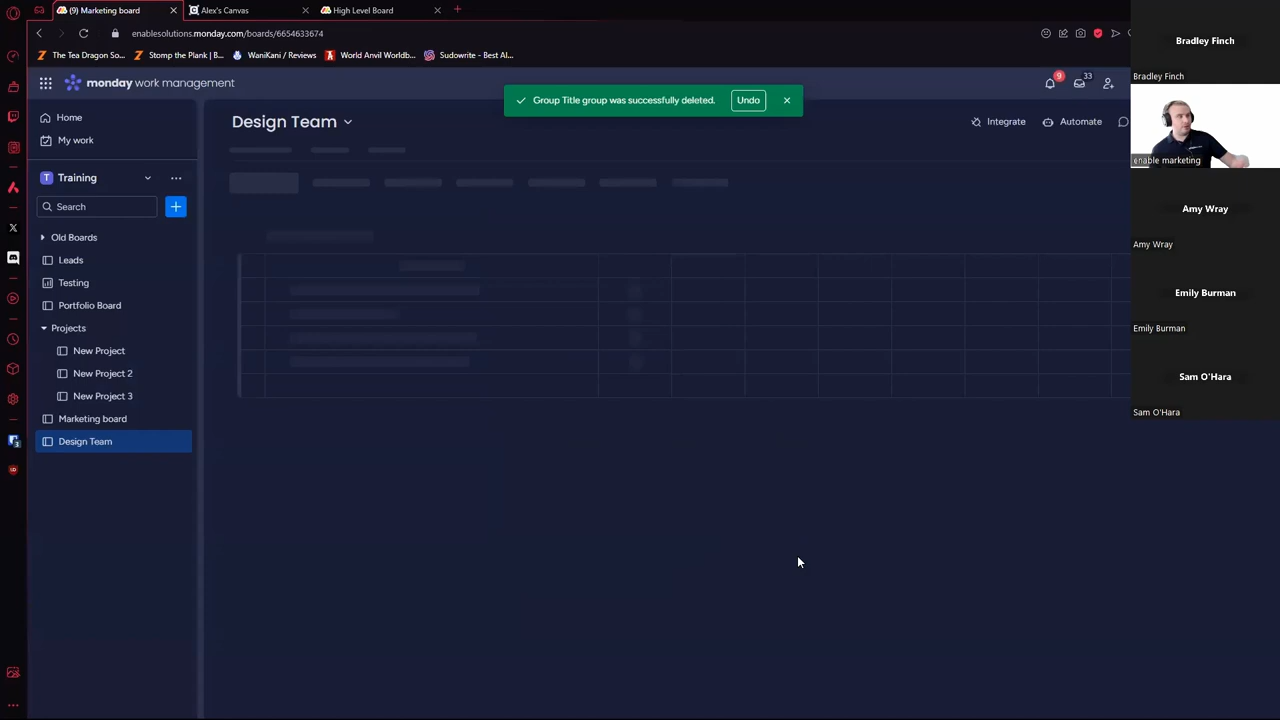 (9) Marketing board
Alex's Canvas
High Level Board
enablesolutions.monday.com/boards/6654633674
The Tea Dragon So...
Stomp the Plank | B...
WaniKani / Reviews
World Anvil Worldb...
Sudowrite - Best AI...
monday work management
9
33
Group Title group was successfully deleted.
Undo
Home
My work
Design Team
Integrate
Automate
T
Training
Search
Old Boards
Leads
Testing
Portfolio Board
Projects
New Project
New Project 2
New Project 3
Marketing board
Design Team
Bradley Finch
Bradley Finch
enable marketing
Amy Wray
Amy Wray
Emily Burman
Emily Burman
Sam O'Hara
Sam O'Hara